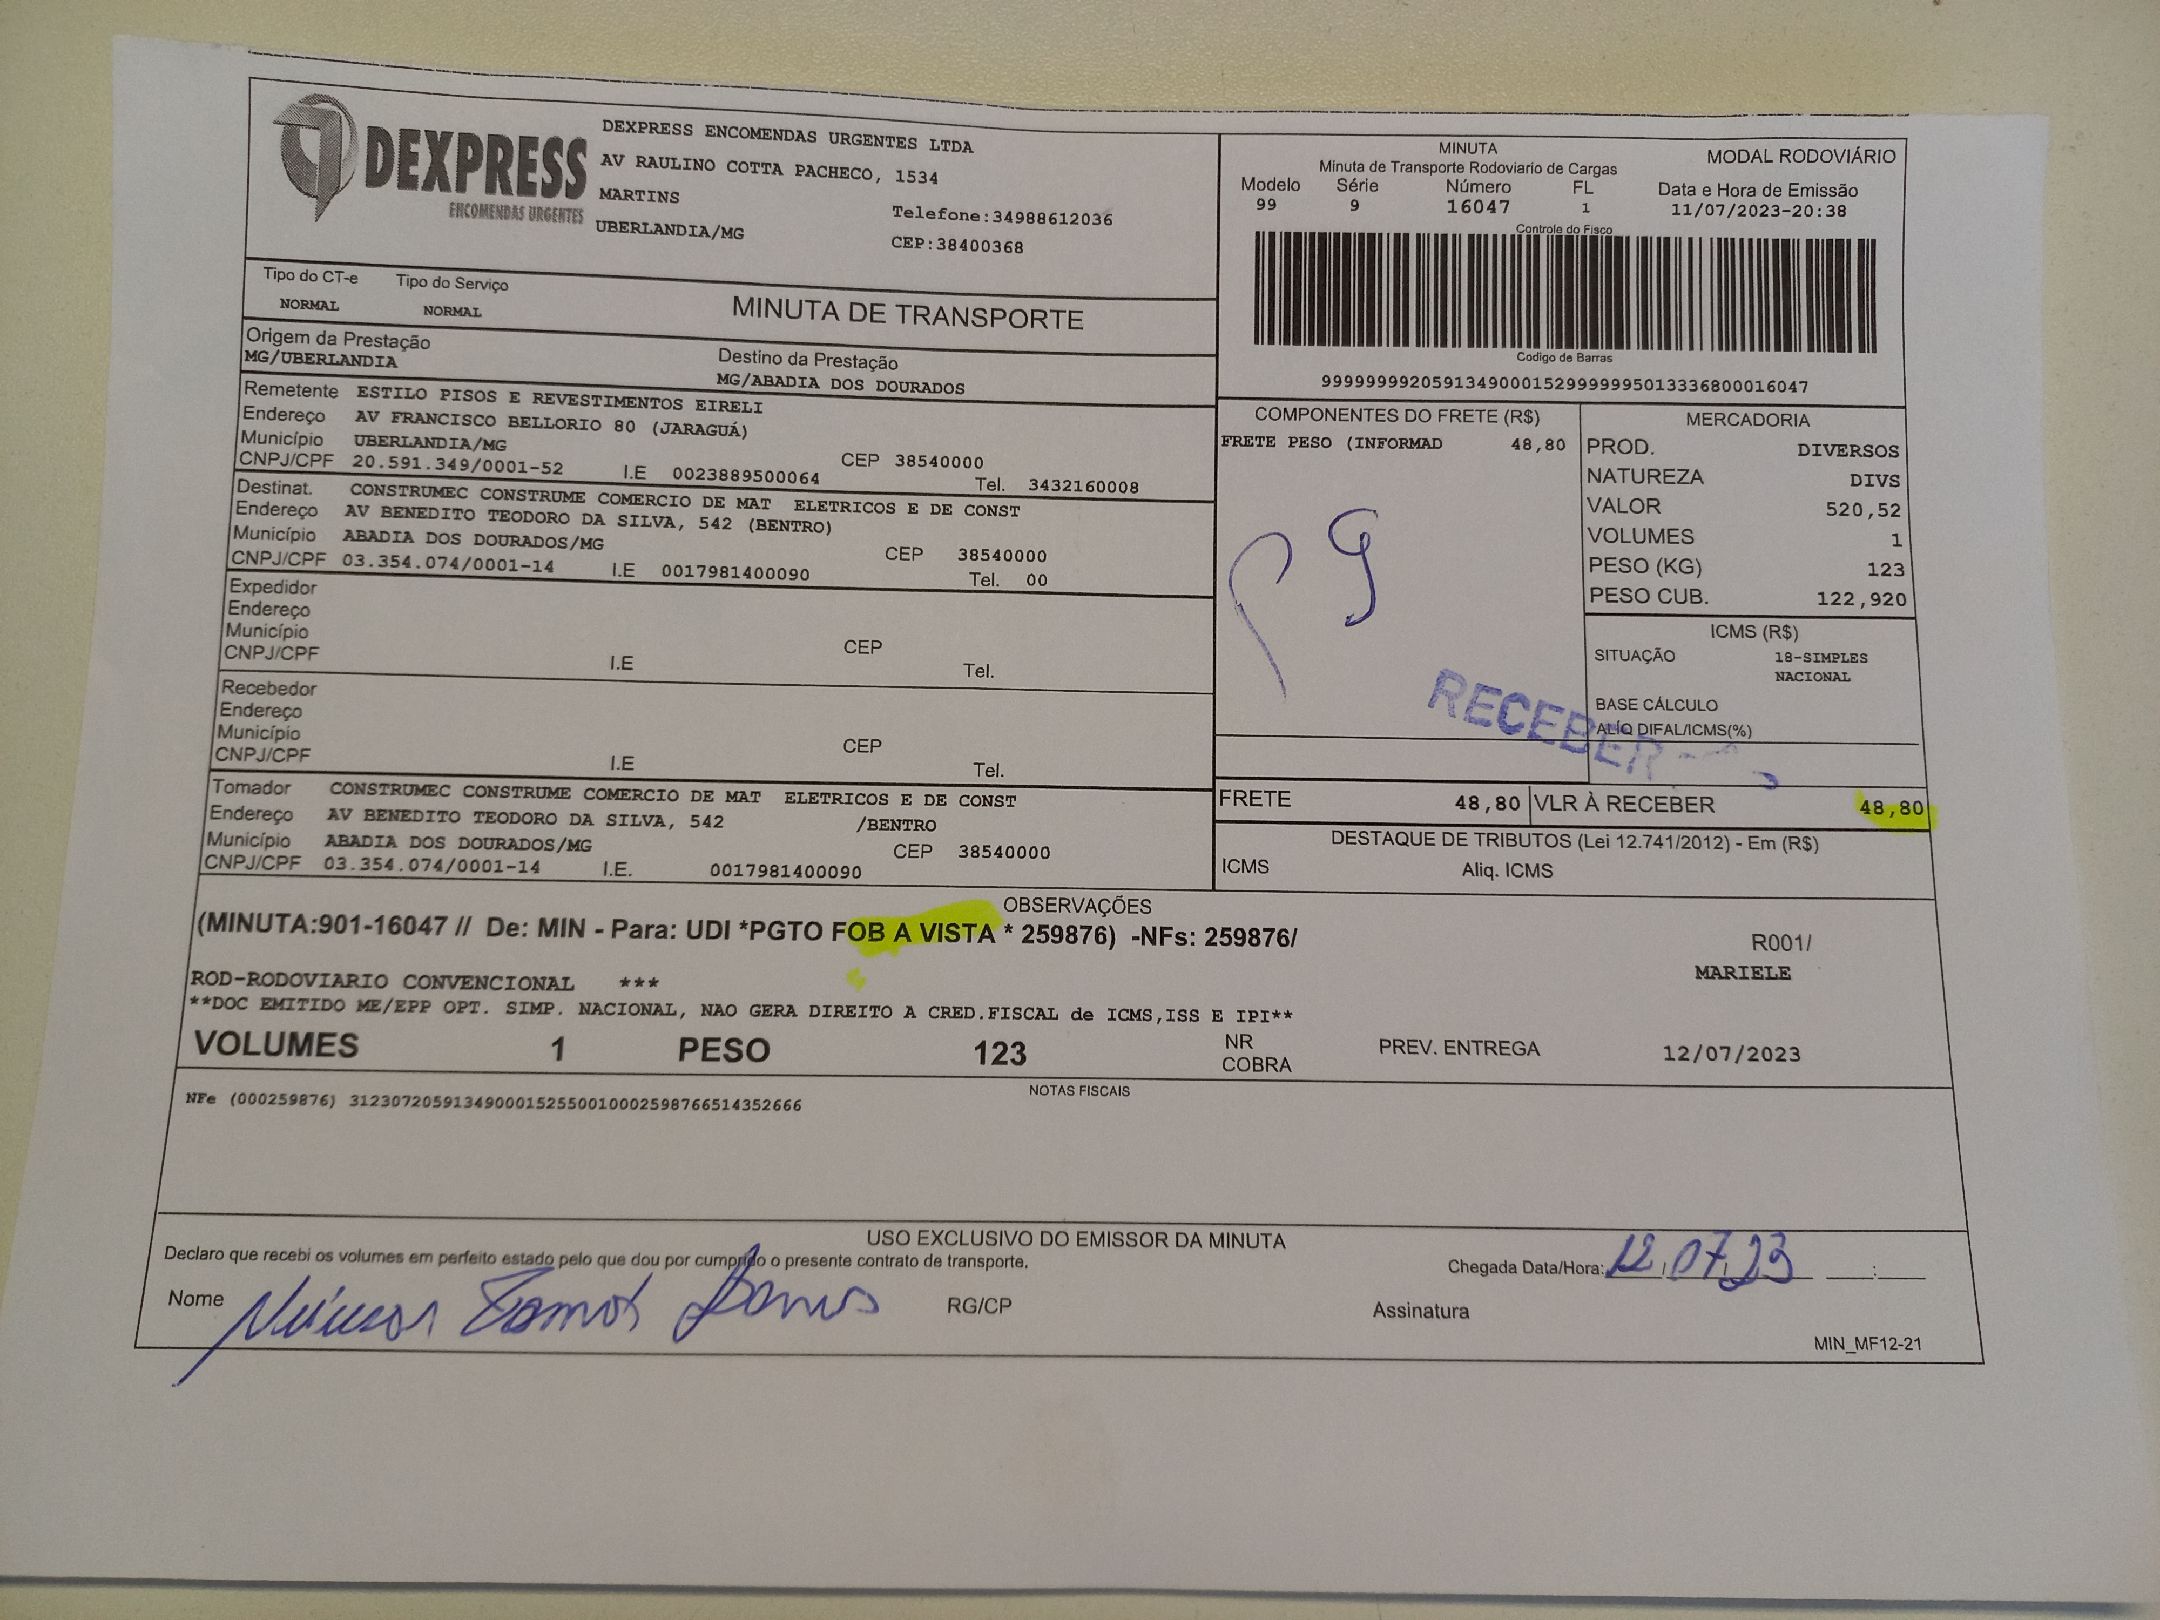 DEXPRESS
ENCOMENDAS URGENTES
DEXPRESS ENCOMENDAS URGENTES LTDA
AV RAULINO COTTA PACHECO, 1534
MARTINS
Telefone:34988612036
UBERLANDIA/MG
CEP:38400368
MINUTA
MODAL RODOVIÁRIO
Minuta de Transporte Rodoviario de Cargas
Modelo Série Número FL Data e Hora de Emissão
99 9 16047 1 11/07/2023-20:38
Controle do Fisco
Codigo de Barras
99999999205913490001529999999501333680001​6047
Tipo do CT-e Tipo do Serviço
NORMAL NORMAL
MINUTA DE TRANSPORTE
Origem da Prestação Destino da Prestação
MG/UBERLANDIA MG/ABADIA DOS DOURADOS
Remetente ESTILO PISOS E REVESTIMENTOS EIRELI
Endereço AV FRANCISCO BELLORIO 80 (JARAGUÁ)
Município UBERLANDIA/MG CEP 38540000
CNPJ/CPF 20.591.349/0001-52 I.E 0023889500064 Tel. 3432160008
Destinat. CONSTRUMEC CONSTRUME COMERCIO DE MAT ELETRICOS E DE CONST
Endereço AV BENEDITO TEODORO DA SILVA, 542 (BENTRO)
Município ABADIA DOS DOURADOS/MG CEP 38540000
CNPJ/CPF 03.354.074/0001-14 I.E 0017981400090 Tel. 00
Expedidor
Endereço
Município CEP
CNPJ/CPF I.E Tel.
Recebedor
Endereço
Município CEP
CNPJ/CPF I.E Tel.
Tomador CONSTRUMEC CONSTRUME COMERCIO DE MAT ELETRICOS E DE CONST
Endereço AV BENEDITO TEODORO DA SILVA, 542 /BENTRO
Município ABADIA DOS DOURADOS/MG CEP 38540000
CNPJ/CPF 03.354.074/0001-14 I.E. 0017981400090
COMPONENTES DO FRETE (R$)
FRETE PESO (INFORMAD 48,80
PG
RECEBER
MERCADORIA
PROD. DIVERSOS
NATUREZA DIVS
VALOR 520,52
VOLUMES 1
PESO (KG) 123
PESO CUB. 122,920
ICMS (R$)
SITUAÇÃO 18-SIMPLES
NACIONAL
BASE CÁLCULO
ALÍQ DIFAL/ICMS(%)
FRETE 48,80 VLR À RECEBER 48,80
DESTAQUE DE TRIBUTOS (Lei 12.741/2012) - Em (R$)
ICMS Aliq. ICMS
OBSERVAÇÕES
(MINUTA:901-16047 // De: MIN - Para: UDI *PGTO FOB A VISTA * 259876) -NFs: 259876/
R001/
MARIELE
ROD-RODOVIARIO CONVENCIONAL ***
**DOC EMITIDO ME/EPP OPT. SIMP. NACIONAL, NAO GERA DIREITO A CRED.FISCAL de ICMS,ISS E IPI**
VOLUMES 1 PESO 123 NR COBRA PREV. ENTREGA 12/07/2023
NOTAS FISCAIS
NFe (000259876) 31230720591349000152550010002598766514352666
USO EXCLUSIVO DO EMISSOR DA MINUTA
Declaro que recebi os volumes em perfeito estado pelo que dou por cumprido o presente contrato de transporte.
Chegada Data/Hora: 12/07/23 __:__
Nome RG/CP Assinatura
MIN_MF12-21